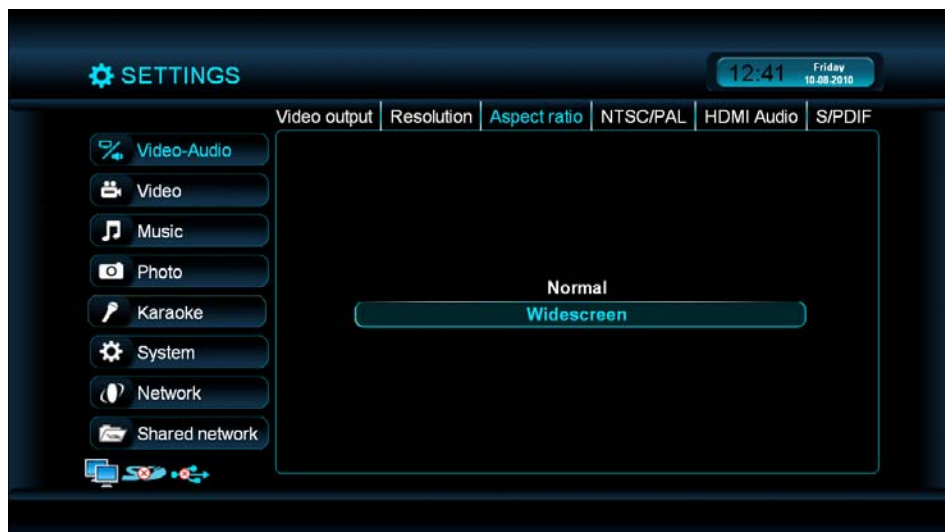 SETTINGS
12:41 Friday
10-08-2010
Video output Resolution Aspect ratio NTSC/PAL HDMI Audio S/PDIF
Video-Audio
Video
Music
Photo
Karaoke
System
Network
Shared network
Normal
Widescreen